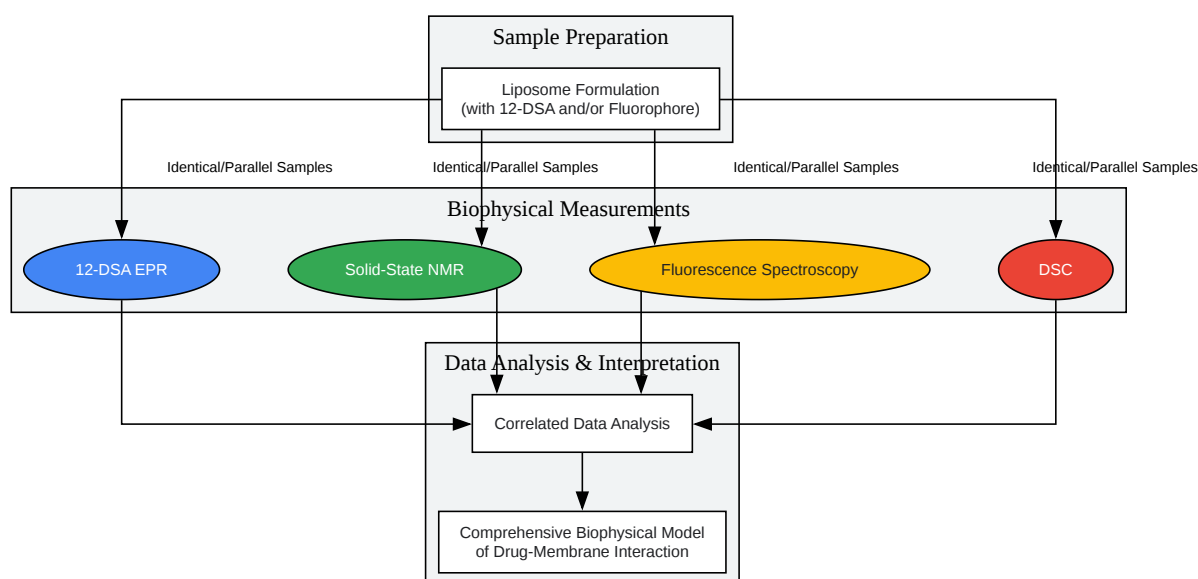 Sample Preparation
Liposome Formulation
(with 12-DSA and/or Fluorophore)
Identical/Parallel Samples
Identical/Parallel Samples
Identical/Parallel Samples
Identical/Parallel Samples
Biophysical Measurements
12-DSA EPR
Solid-State NMR
Fluorescence Spectroscopy
DSC
Data Analysis & Interpretation
Correlated Data Analysis
Comprehensive Biophysical Model
of Drug-Membrane Interaction